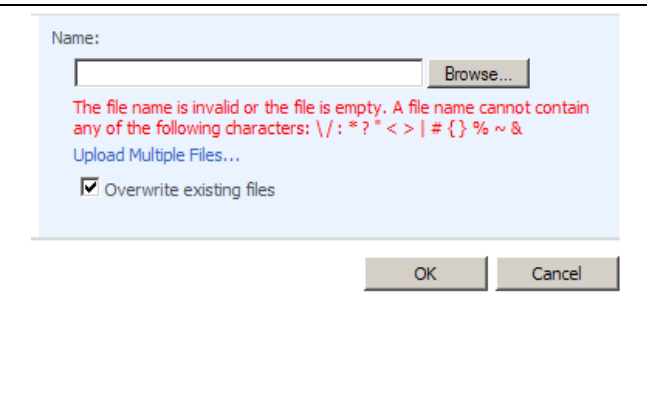 Name:
Browse...
The file name is invalid or the file is empty. A file name cannot contain
any of the following characters: \ / : * ? " < > | # { } % ~ &
Upload Multiple Files...
Overwrite existing files
OK Cancel